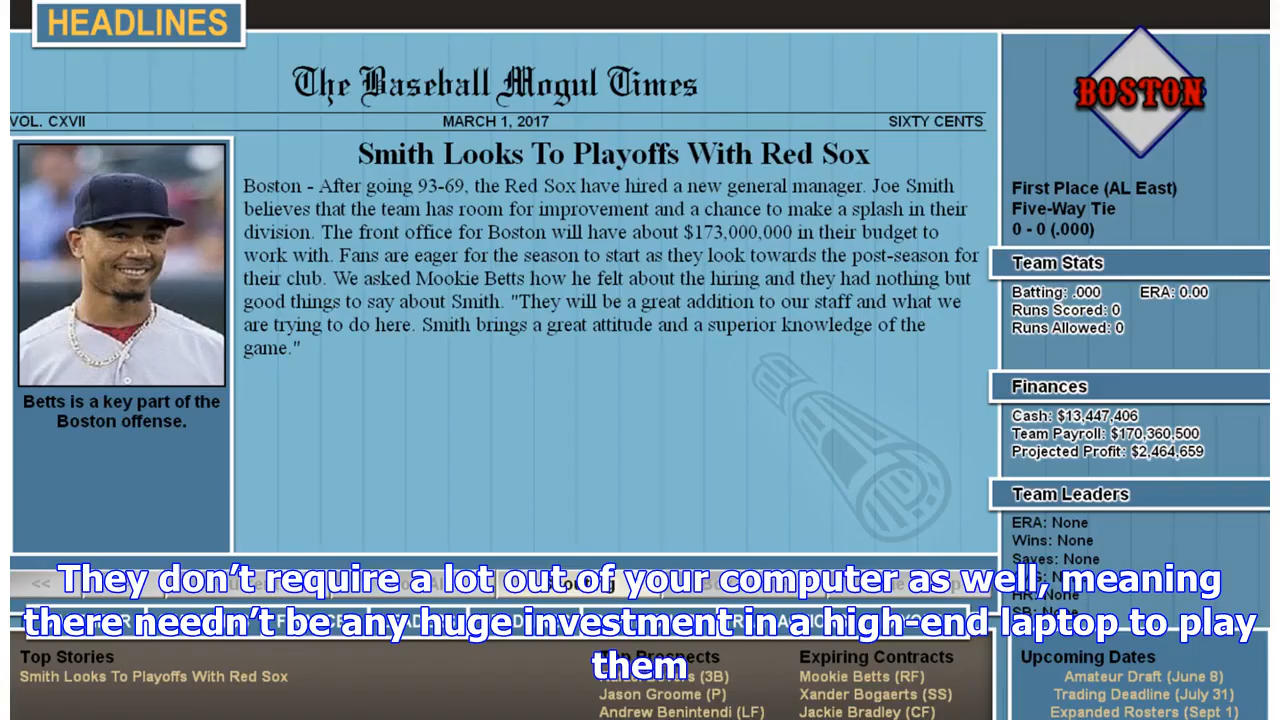 HEADLINES
The Baseball Mogul Times
VOL. CXVII
MARCH 1, 2017
SIXTY CENTS
Smith Looks To Playoffs With Red Sox
Boston - After going 93-69, the Red Sox have hired a new general manager. Joe Smith
believes that the team has room for improvement and a chance to make a splash in their
division. The front office for Boston will have about $173,000,000 in their budget to
work with. Fans are eager for the season to start as they look towards the post-season for
their club. We asked Mookie Betts how he felt about the hiring and they had nothing but
good things to say about Smith. "They will be a great addition to our staff and what we
are trying to do here. Smith brings a great attitude and a superior knowledge of the
game."
Betts is a key part of the
Boston offense.
BOSTON
First Place (AL East)
Five-Way Tie
0 - 0 (.000)
Team Stats
Batting: .000 ERA: 0.00
Runs Scored: 0
Runs Allowed: 0
Finances
Cash: $13,447,406
Team Payroll: $170,360,500
Projected Profit: $2,464,659
Team Leaders
ERA: None
Wins: None
Saves: None
HR: None
SB: None
<<
They don't require a lot out of your computer as well, meaning
there needn't be any huge investment in a high-end laptop to play
them
Top Stories
Smith Looks To Playoffs With Red Sox
Prospects
(3B)
Jason Groome (P)
Andrew Benintendi (LF)
Expiring Contracts
Mookie Betts (RF)
Xander Bogaerts (SS)
Jackie Bradley (CF)
Upcoming Dates
Amateur Draft (June 8)
Trading Deadline (July 31)
Expanded Rosters (Sept 1)